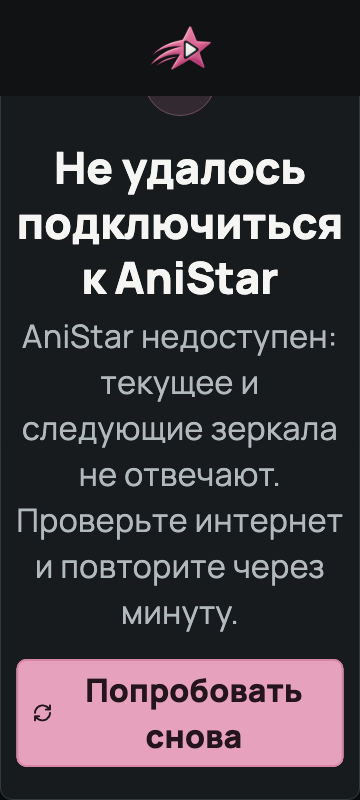 Не удалось
подключиться
к AniStar
AniStar недоступен:
текущее и
следующие зеркала
не отвечают.
Проверьте интернет
и повторите через
минуту.
Попробовать
снова